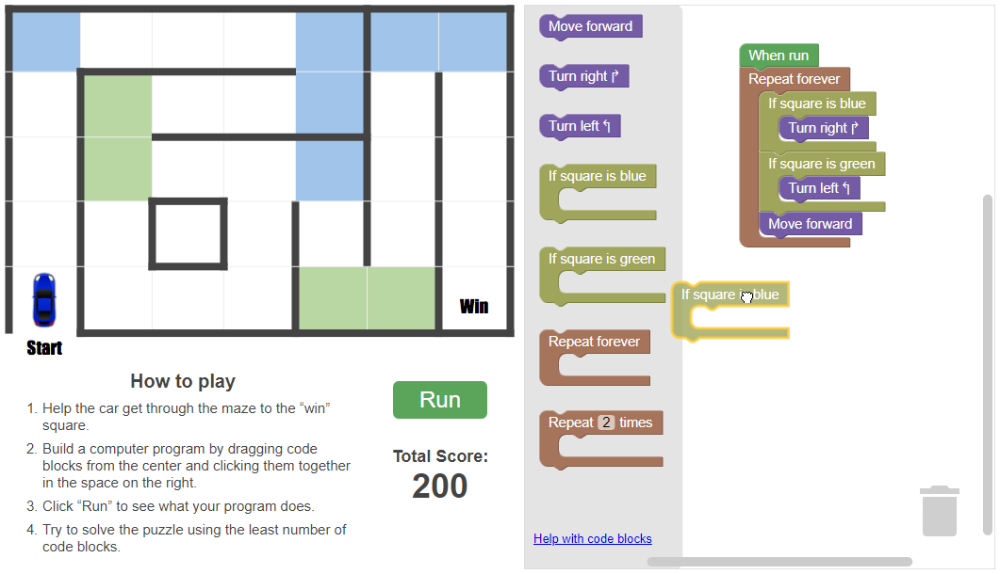 Win
Start
How to play
1. Help the car get through the maze to the “win”
square.
2. Build a computer program by dragging code
blocks from the center and clicking them together
in the space on the right.
3. Click “Run” to see what your program does.
4. Try to solve the puzzle using the least number of
code blocks.
Run
Total Score:
200
Move forward
Turn right ↱
Turn left ↰
If square is blue
If square is green
Repeat forever
Repeat 2 times
Help with code blocks
When run
Repeat forever
If square is blue
Turn right ↱
If square is green
Turn left ↰
Move forward
If square is blue